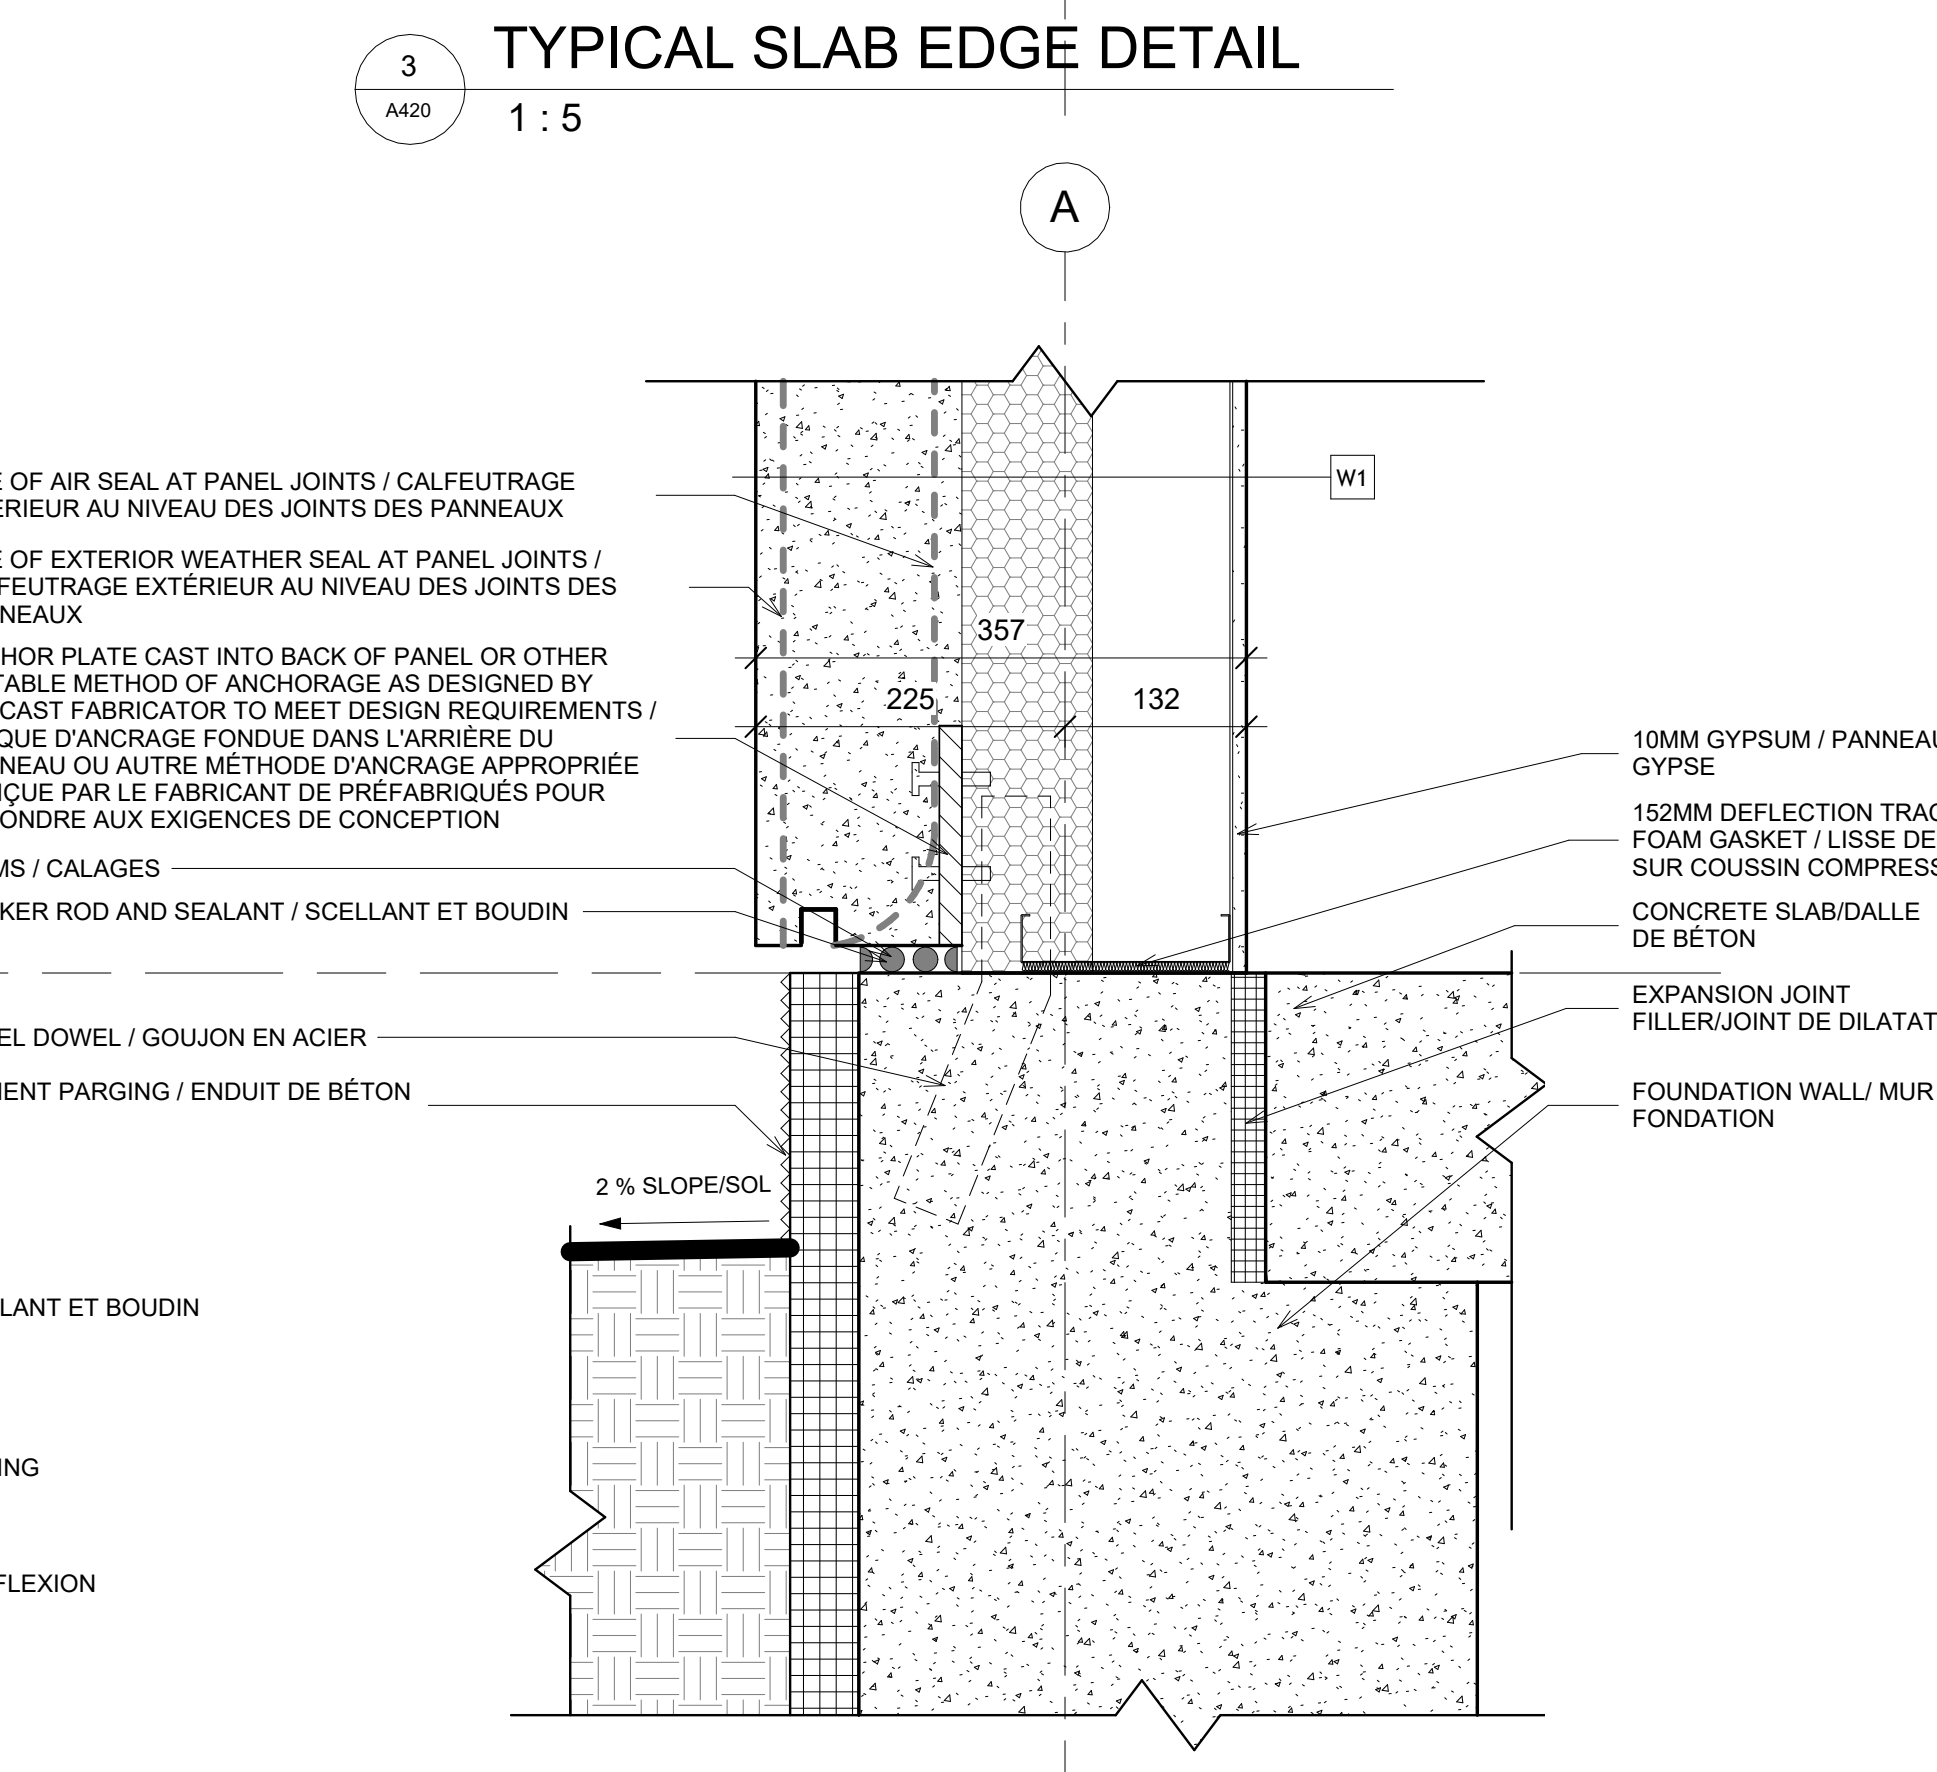 TYPICAL SLAB EDGE DETAIL
3
A420
1 : 5
A
W1
OF AIR SEAL AT PANEL JOINTS / CALFEUTRAGE
ERIEUR AU NIVEAU DES JOINTS DES PANNEAUX
OF EXTERIOR WEATHER SEAL AT PANEL JOINTS /
FEUTRAGE EXTÉRIEUR AU NIVEAU DES JOINTS DES
NEAUX
HOR PLATE CAST INTO BACK OF PANEL OR OTHER
TABLE METHOD OF ANCHORAGE AS DESIGNED BY
CAST FABRICATOR TO MEET DESIGN REQUIREMENTS /
QUE D'ANCRAGE FONDUE DANS L'ARRIÈRE DU
NEAU OU AUTRE MÉTHODE D'ANCRAGE APPROPRIÉE
ÇUE PAR LE FABRICANT DE PRÉFABRIQUÉS POUR
ONDRE AUX EXIGENCES DE CONCEPTION
MS / CALAGES
KER ROD AND SEALANT / SCELLANT ET BOUDIN
EL DOWEL / GOUJON EN ACIER
MENT PARGING / ENDUIT DE BÉTON
2 % SLOPE/SOL
LANT ET BOUDIN
ING
FLEXION
357
225
132
10MM GYPSUM / PANNEAU
GYPSE
152MM DEFLECTION TRAC
FOAM GASKET / LISSE DE
SUR COUSSIN COMPRESS
CONCRETE SLAB/DALLE
DE BÉTON
EXPANSION JOINT
FILLER/JOINT DE DILATAT
FOUNDATION WALL/ MUR
FONDATION